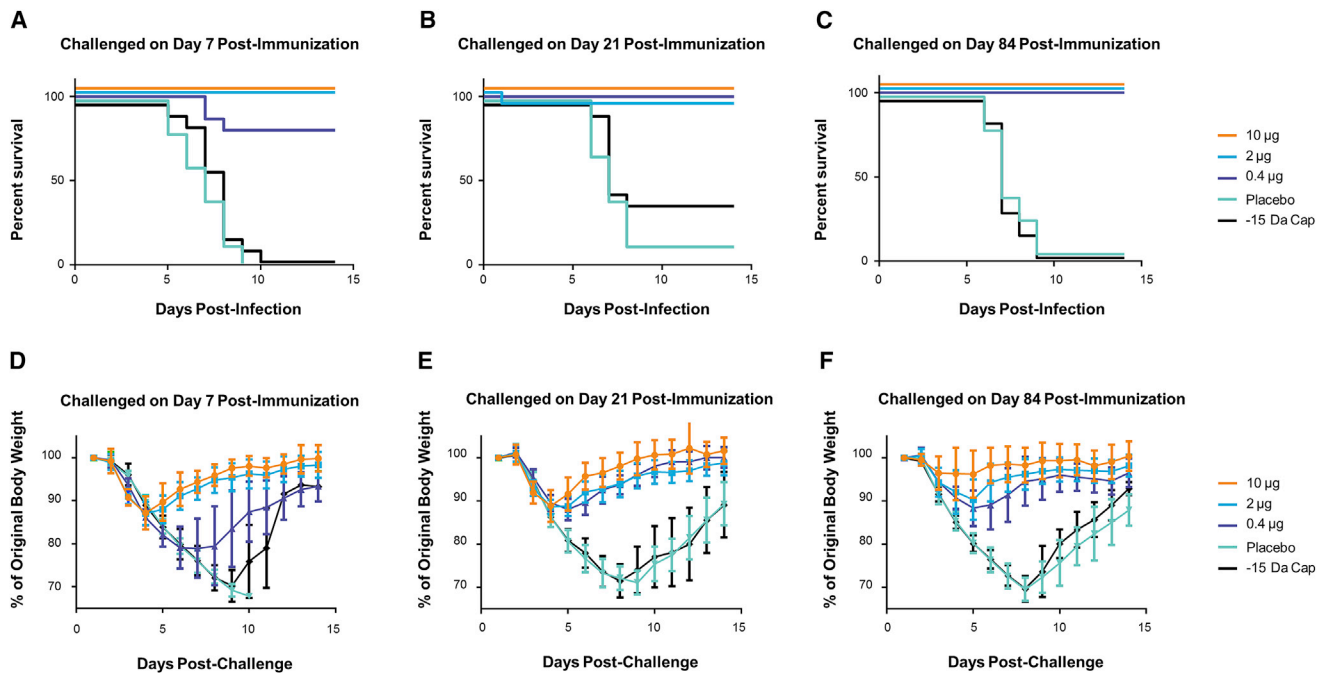 A
Challenged on Day 7 Post-Immunization
Percent survival
100
50
0
0 5 10 15
Days Post-Infection
B
Challenged on Day 21 Post-Immunization
Percent survival
100
50
0
0 5 10 15
Days Post-Infection
C
Challenged on Day 84 Post-Immunization
Percent survival
100
50
0
0 5 10 15
Days Post-Infection
10 µg
2 µg
0.4 µg
Placebo
-15 Da Cap
D
Challenged on Day 7 Post-Immunization
% of Original Body Weight
100
90
80
70
5 10 15
Days Post-Challenge
E
Challenged on Day 21 Post-Immunization
% of Original Body Weight
100
90
80
70
5 10 15
Days Post-Challenge
F
Challenged on Day 84 Post-Immunization
% of Original Body Weight
100
90
80
70
5 10 15
Days Post-Challenge
10 µg
2 µg
0.4 µg
Placebo
-15 Da Cap